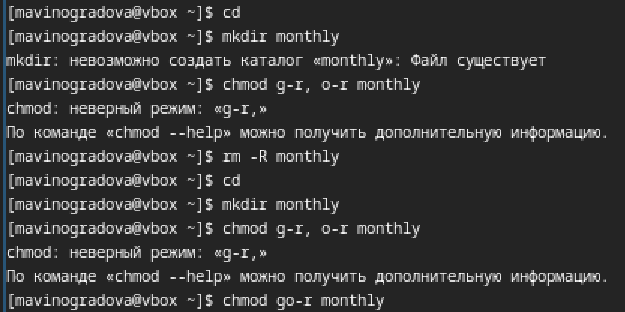 [mavinogradova@vbox ~]$ cd
[mavinogradova@vbox ~]$ mkdir monthly
mkdir: невозможно создать каталог «monthly»: Файл существует
[mavinogradova@vbox ~]$ chmod g-r, o-r monthly
chmod: неверный режим: «g-r,»
По команде «chmod --help» можно получить дополнительную информацию.
[mavinogradova@vbox ~]$ rm -R monthly
[mavinogradova@vbox ~]$ cd
[mavinogradova@vbox ~]$ mkdir monthly
[mavinogradova@vbox ~]$ chmod g-r, o-r monthly
chmod: неверный режим: «g-r,»
По команде «chmod --help» можно получить дополнительную информацию.
[mavinogradova@vbox ~]$ chmod go-r monthly